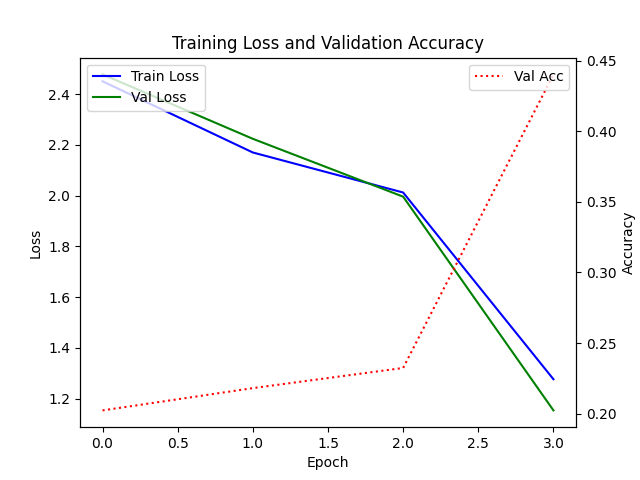 Training Loss and Validation Accuracy
Train Loss
Val Loss
Val Acc
2.4
2.2
2.0
1.8
1.6
1.4
1.2
Loss
0.45
0.40
0.35
0.30
0.25
0.20
Accuracy
0.0 0.5 1.0 1.5 2.0 2.5 3.0
Epoch